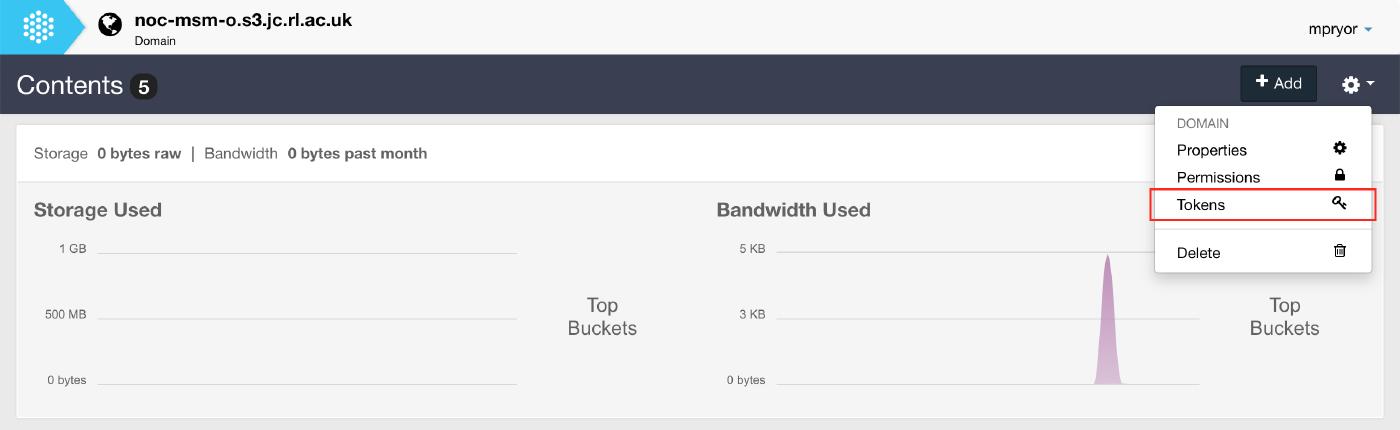 noc-msm-o.s3.jc.rl.ac.uk
Domain
mpryor
Contents 5
Add
DOMAIN
Properties
Permissions
Tokens
Delete
Storage 0 bytes raw | Bandwidth 0 bytes past month
Storage Used
1 GB
500 MB
0 bytes
Top
Buckets
Bandwidth Used
5 KB
3 KB
0 bytes
Top
Buckets